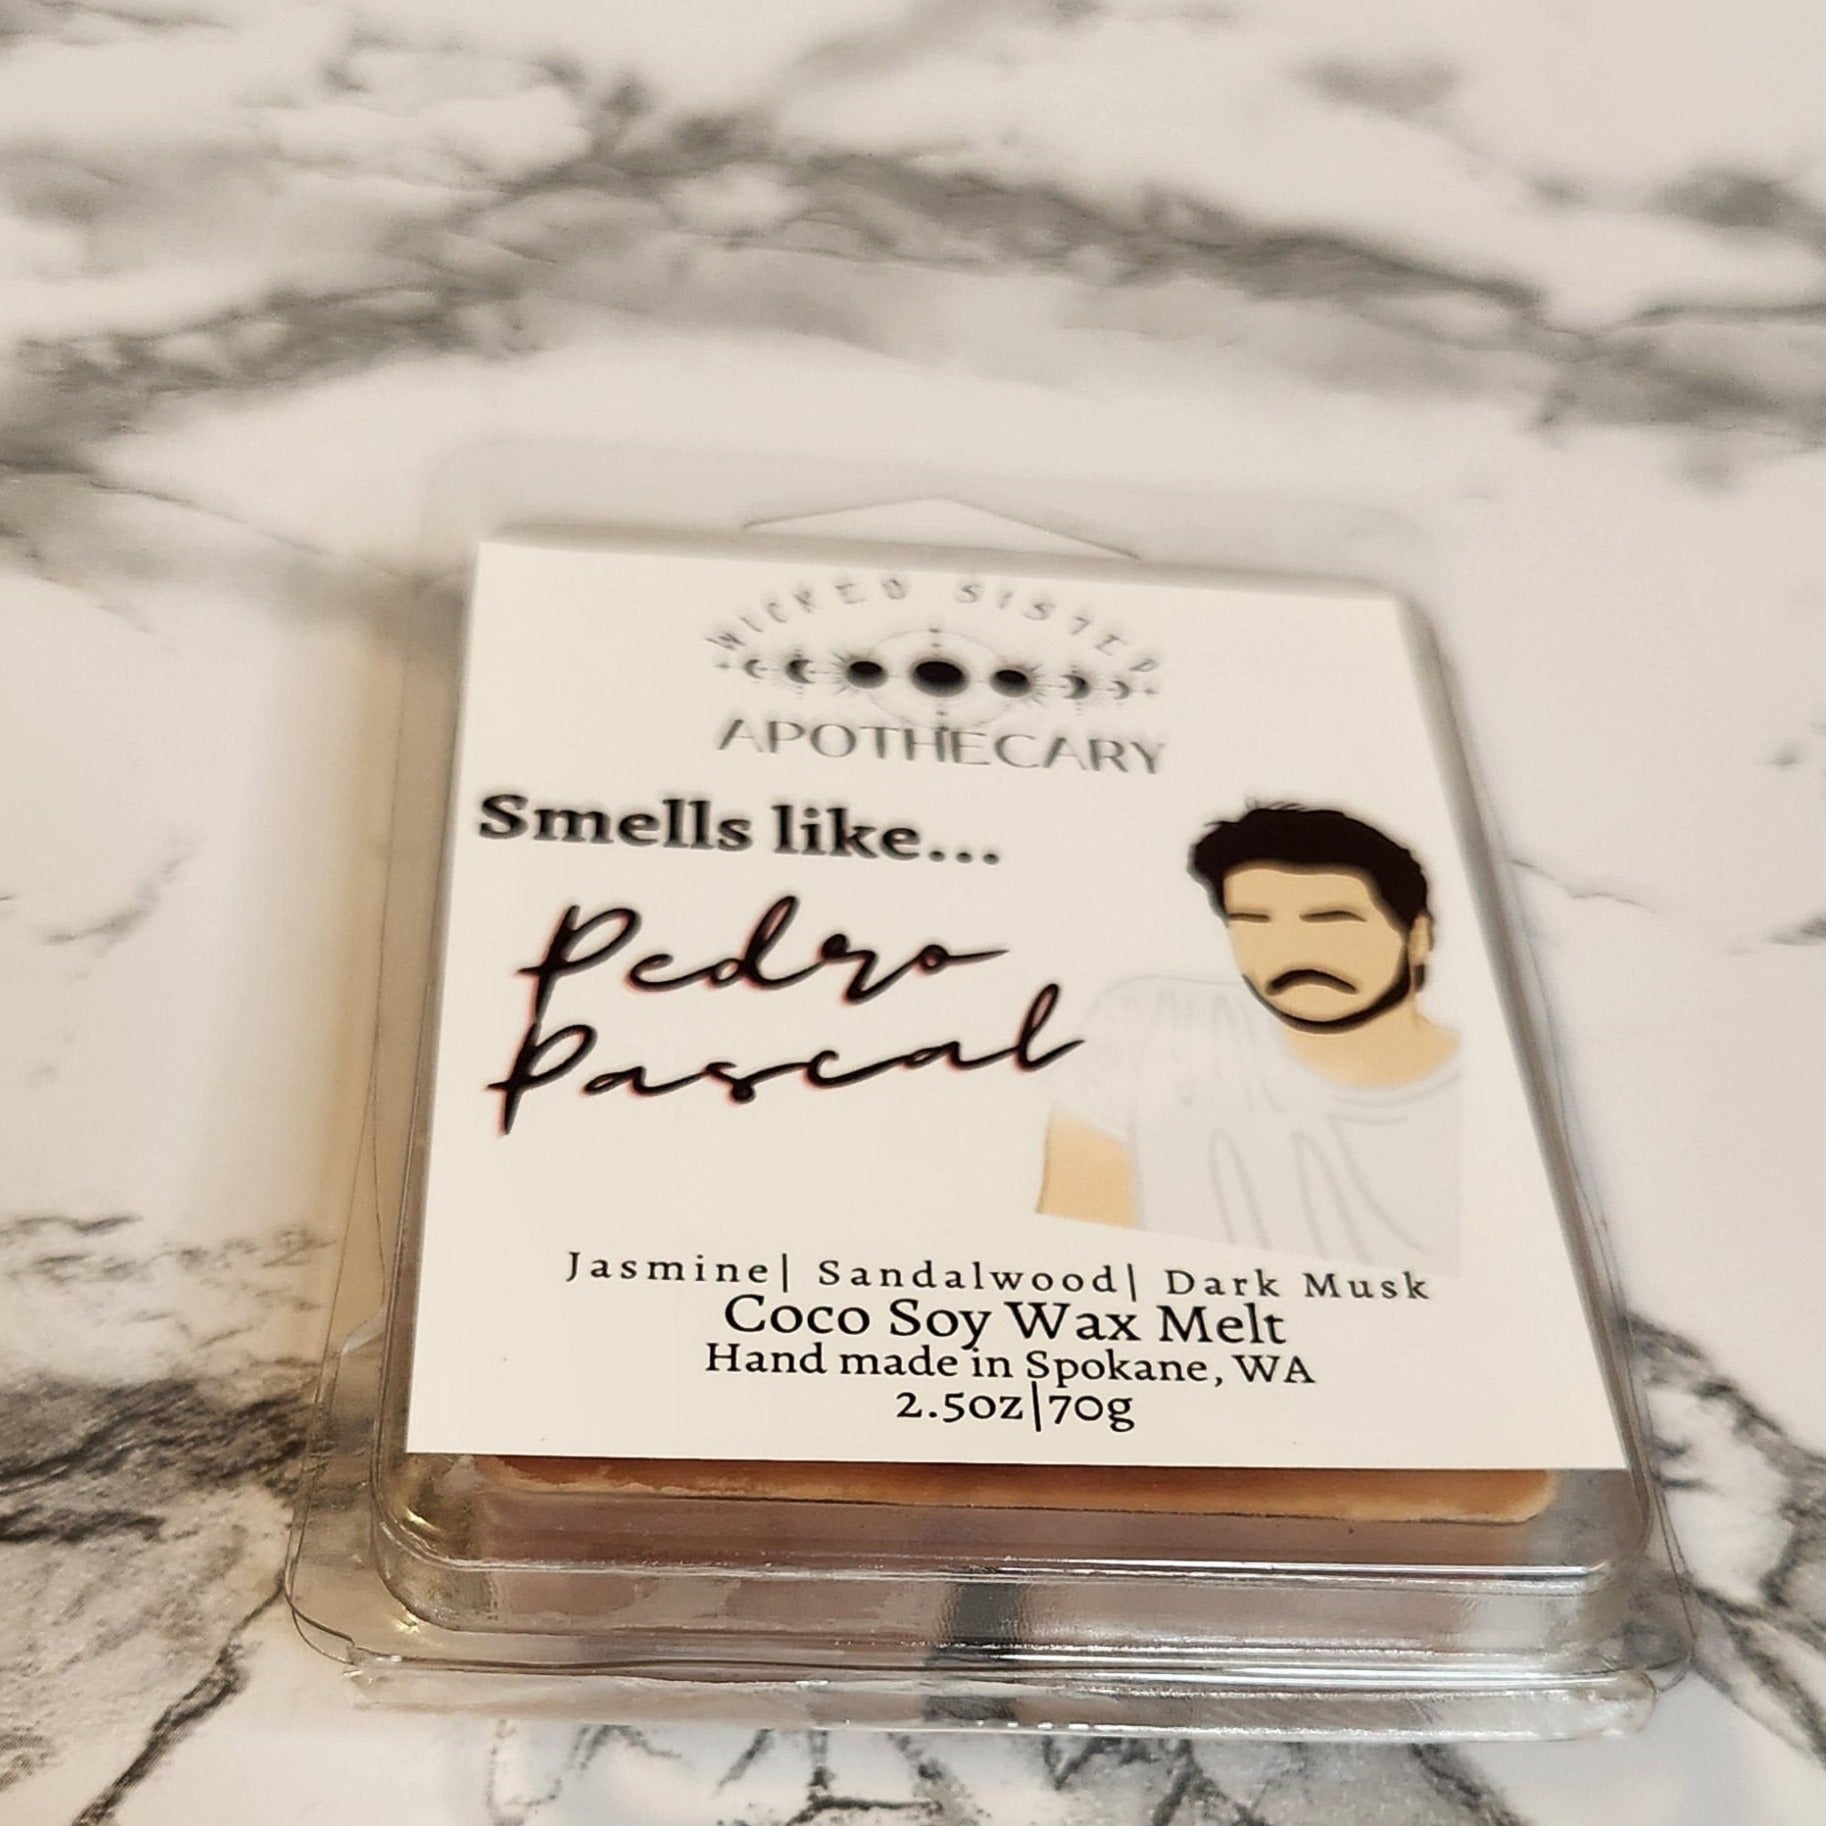 WICKED SISTER
APOTHECARY
Smells like...
Pedro
Pascal
Jasmine| Sandalwood| Dark Musk
Coco Soy Wax Melt
Hand made in Spokane, WA
2.5oz|70g